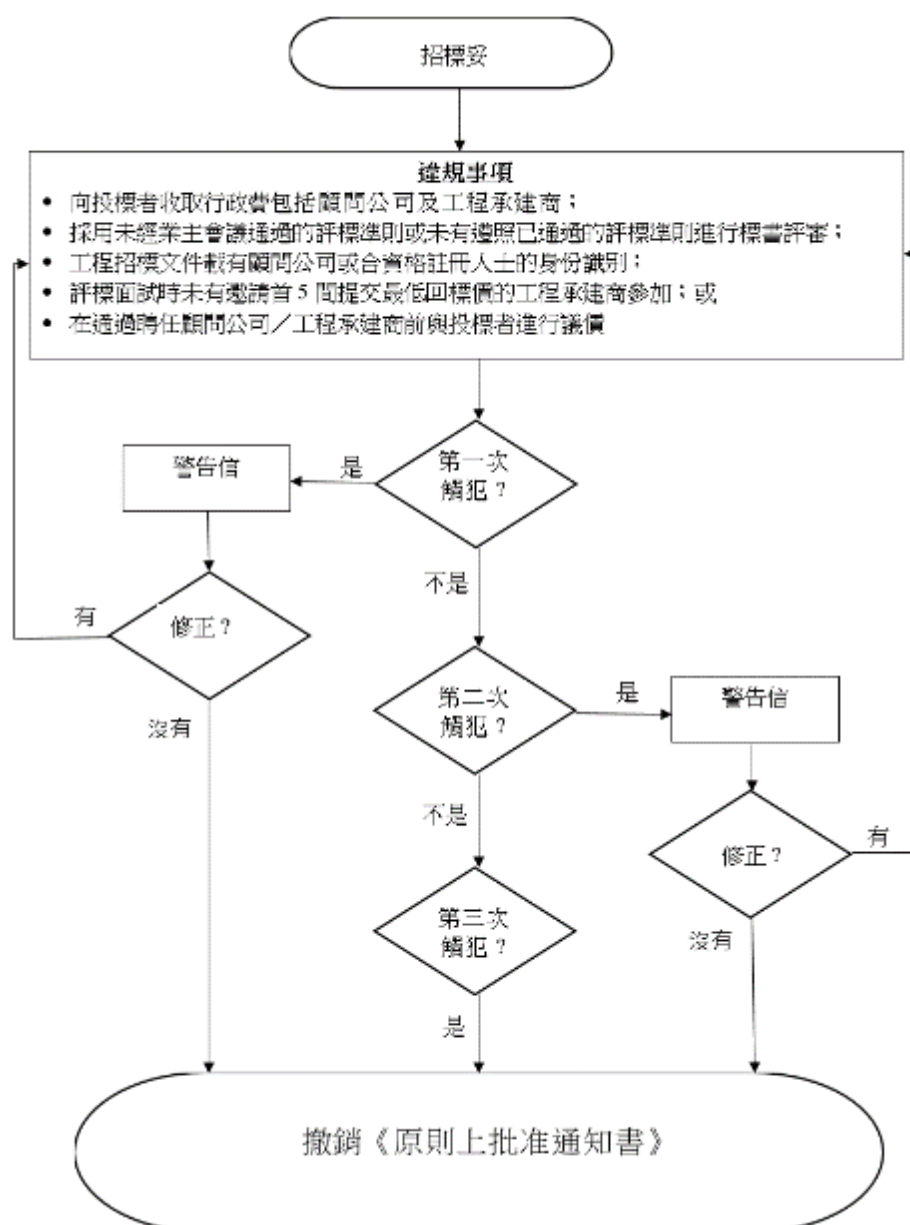 招標妥
違規事項
• 向投標者收取行政費包括顧問公司及工程承建商；
• 採用未經業主會議通過的評標準則或未有遵照已通過的評標準則進行標書評審；
• 工程招標文件載有顧問公司或合資格註冊人士的身份識別；
• 評標面試時未有邀請首 5 間提交最低回標價的工程承建商參加；或
• 在通過聘任顧問公司／工程承建商前與投標者進行議價
第一次
觸犯？
是
警告信
不是
修正？
有
沒有
第二次
觸犯？
是
警告信
不是
修正？
有
沒有
第三次
觸犯？
是
撤銷《原則上批准通知書》